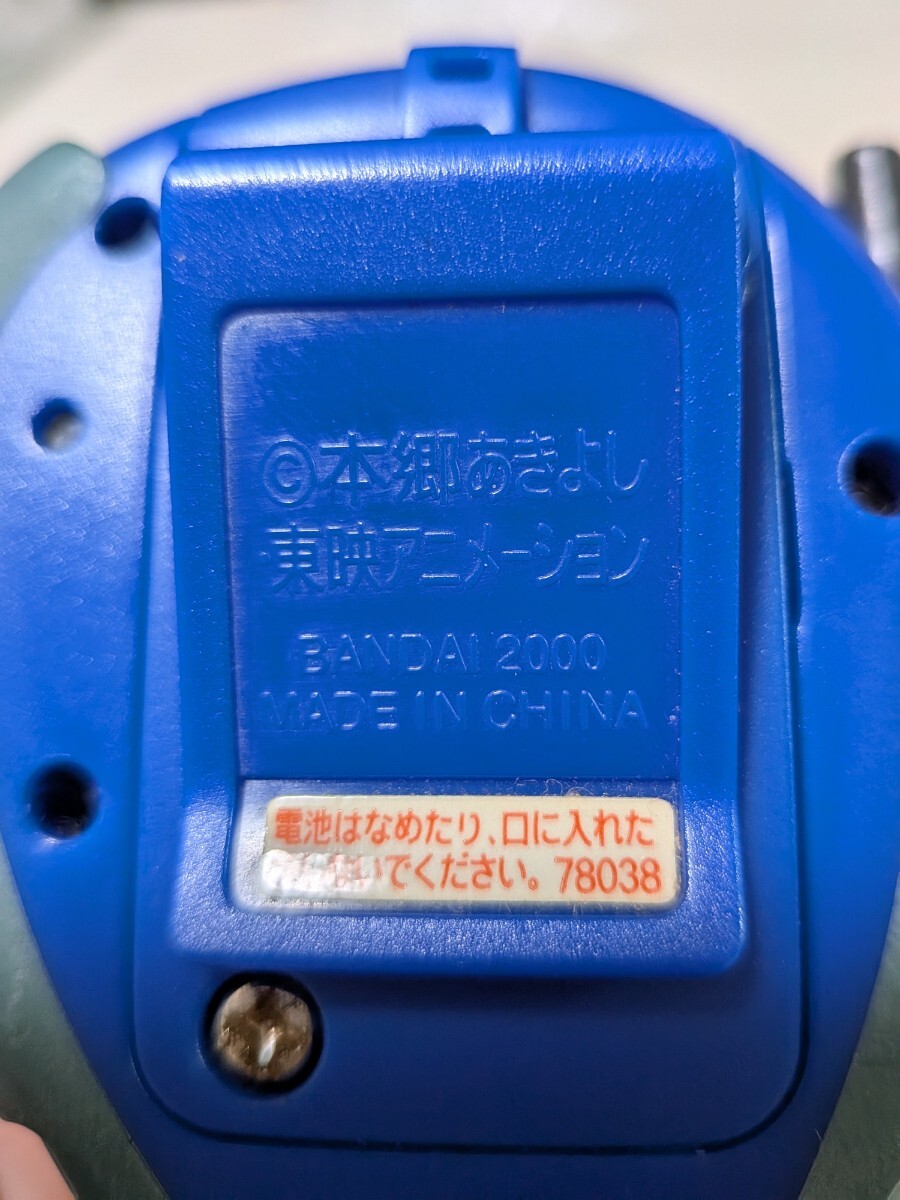 ©本郷あきよし
東映アニメーション
BANDAI 2000
MADE IN CHINA
電池はなめたり、口に入れた
いでください。78038